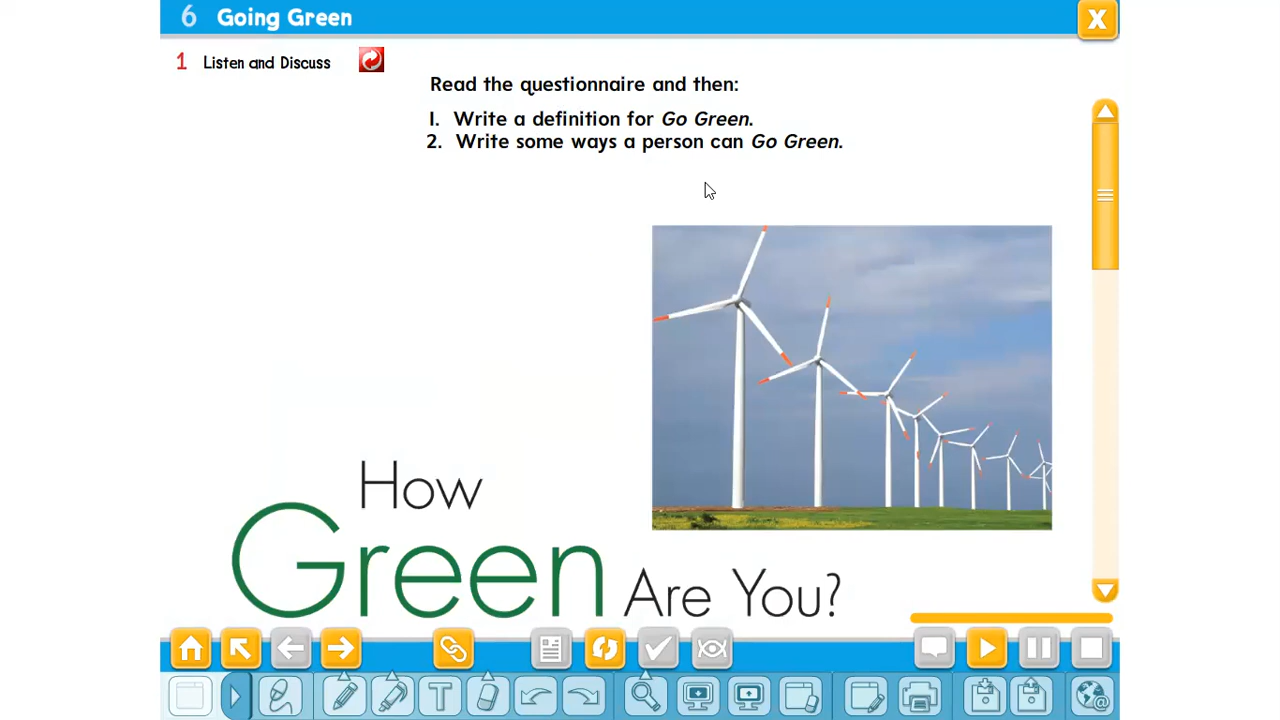 6 Going Green
X
1 Listen and Discuss
Read the questionnaire and then:
1. Write a definition for Go Green.
2. Write some ways a person can Go Green.
How
Green Are You?
T
@